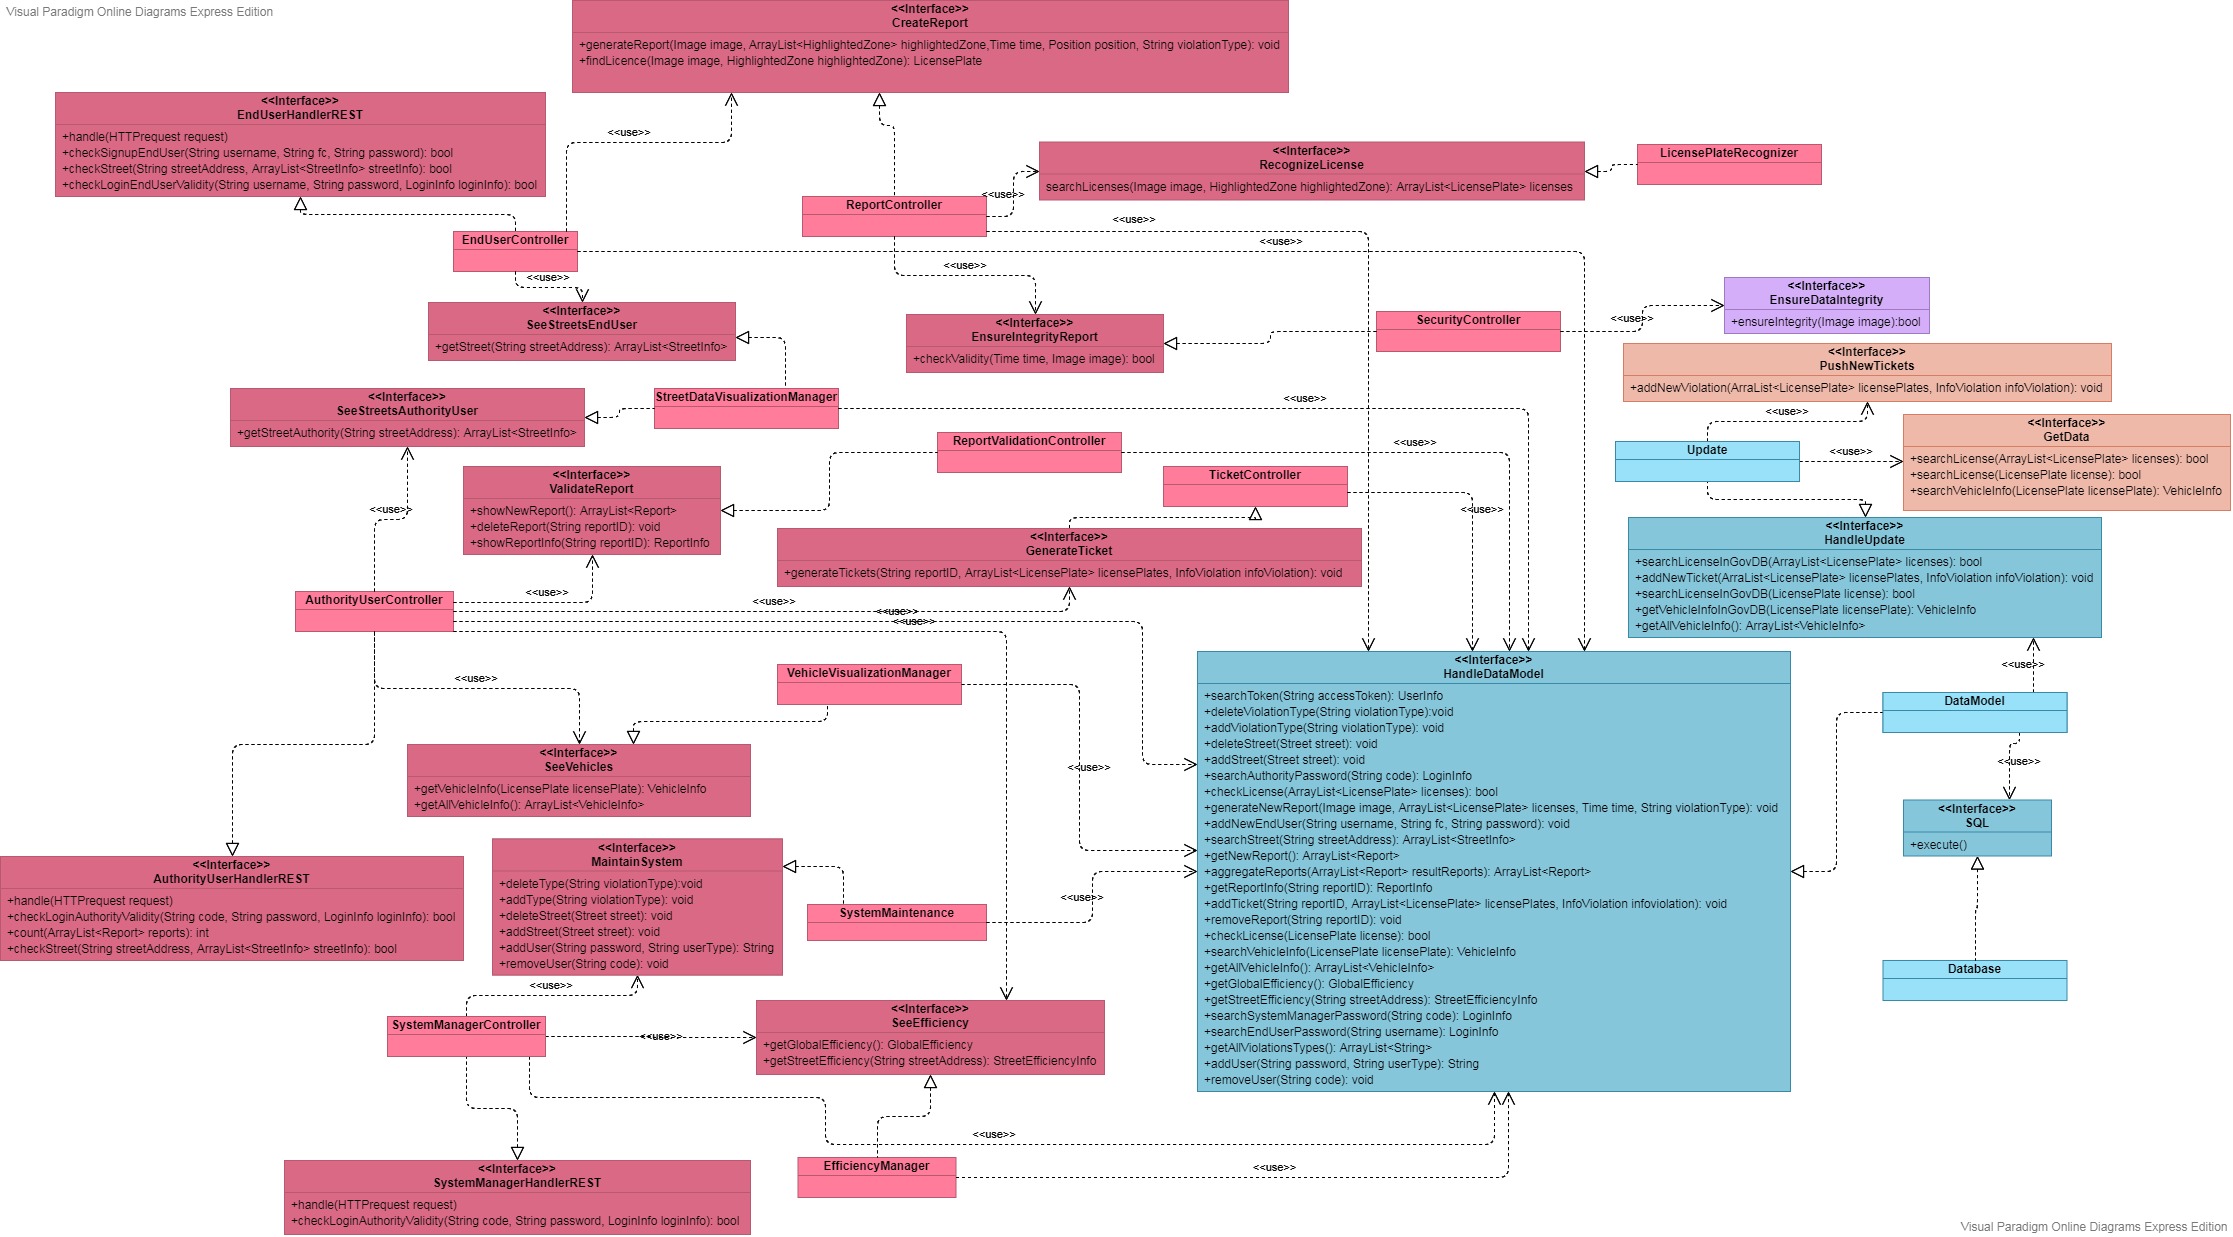 Visual Paradigm Online Diagrams Express Edition
<<Interface>>
CreateReport
+generateReport(Image image, ArrayList<HighlightedZone> highlightedZone,Time time, Position position, String violationType): void
+findLicence(Image image, HighlightedZone highlightedZone): LicensePlate
<<Interface>>
EndUserHandlerREST
+handle(HTTPrequest request)
+checkSignupEndUser(String username, String fc, String password): bool
+checkStreet(String streetAddress, ArrayList<StreetInfo> streetInfo): bool
+checkLoginEndUserValidity(String username, String password, LoginInfo loginInfo): bool
<<use>>
<<Interface>>
RecognizeLicense
searchLicenses(Image image, HighlightedZone highlightedZone): ArrayList<LicensePlate> licenses
LicensePlateRecognizer
<<use>>
ReportController
<<use>>
EndUserController
<<use>>
<<use>>
<<use>>
<<Interface>>
SeeStreetsEndUser
+getStreet(String streetAddress): ArrayList<StreetInfo>
<<Interface>>
EnsureIntegrityReport
+checkValidity(Time time, Image image): bool
SecurityController
<<use>>
<<Interface>>
EnsureDataIntegrity
+ensureIntegrity(Image image):bool
<<Interface>>
PushNewTickets
+addNewViolation(ArraList<LicensePlate> licensePlates, InfoViolation infoViolation): void
<<Interface>>
SeeStreetsAuthorityUser
+getStreetAuthority(String streetAddress): ArrayList<StreetInfo>
StreetDataVisualizationManager
<<use>>
<<use>>
<<Interface>>
GetData
+searchLicense(ArrayList<LicensePlate> licenses): bool
+searchLicense(LicensePlate license): bool
+searchVehicleInfo(LicensePlate licensePlate): VehicleInfo
ReportValidationController
<<use>>
Update
<<use>>
<<Interface>>
ValidateReport
+showNewReport(): ArrayList<Report>
+deleteReport(String reportID): void
+showReportInfo(String reportID): ReportInfo
TicketController
<<use>>
<<use>>
<<Interface>>
HandleUpdate
+searchLicenseInGovDB(ArrayList<LicensePlate> licenses): bool
+addNewTicket(ArraList<LicensePlate> licensePlates, InfoViolation infoViolation): void
+searchLicenseInGovDB(LicensePlate license): bool
+getVehicleInfoInGovDB(LicensePlate licensePlate): VehicleInfo
+getAllVehicleInfo(): ArrayList<VehicleInfo>
<<Interface>>
GenerateTicket
+generateTickets(String reportID, ArrayList<LicensePlate> licensePlates, InfoViolation infoViolation): void
AuthorityUserController
<<use>>
<<use>>
<<use>>
<<use>>
<<use>>
VehicleVisualizationManager
<<use>>
<<Interface>>
HandleDataModel
+searchToken(String accessToken): UserInfo
+deleteViolationType(String violationType):void
+addViolationType(String violationType): void
+deleteStreet(Street street): void
+addStreet(Street street): void
+searchAuthorityPassword(String code): LoginInfo
+checkLicense(ArrayList<LicensePlate> licenses): bool
+generateNewReport(Image image, ArrayList<LicensePlate> licenses, Time time, String violationType): void
+addNewEndUser(String username, String fc, String password): void
+searchStreet(String streetAddress): ArrayList<StreetInfo>
+getNewReport(): ArrayList<Report>
+aggregateReports(ArrayList<Report> resultReports): ArrayList<Report>
+getReportInfo(String reportID): ReportInfo
+addTicket(String reportID, ArrayList<LicensePlate> licensePlates, InfoViolation infoviolation): void
+removeReport(String reportID): void
+checkLicense(LicensePlate license): bool
+searchVehicleInfo(LicensePlate licensePlate): VehicleInfo
+getAllVehicleInfo(): ArrayList<VehicleInfo>
+getGlobalEfficiency(): GlobalEfficiency
+getStreetEfficiency(String streetAddress): StreetEfficiencyInfo
+searchSystemManagerPassword(String code): LoginInfo
+searchEndUserPassword(String username): LoginInfo
+getAllViolationsTypes(): ArrayList<String>
+addUser(String password, String userType): String
+removeUser(String code): void
<<use>>
DataModel
<<use>>
<<Interface>>
SQL
+execute()
Database
<<Interface>>
SeeVehicles
+getVehicleInfo(LicensePlate licensePlate): VehicleInfo
+getAllVehicleInfo(): ArrayList<VehicleInfo>
<<Interface>>
AuthorityUserHandlerREST
+handle(HTTPrequest request)
+checkLoginAuthorityValidity(String code, String password, LoginInfo loginInfo): bool
+count(ArrayList<Report> reports): int
+checkStreet(String streetAddress, ArrayList<StreetInfo> streetInfo): bool
<<Interface>>
MaintainSystem
+deleteType(String violationType):void
+addType(String violationType): void
+deleteStreet(Street street): void
+addStreet(Street street): void
+addUser(String password, String userType): String
+removeUser(String code): void
SystemMaintenance
<<use>>
<<use>>
SystemManagerController
<<use>>
<<Interface>>
SeeEfficiency
+getGlobalEfficiency(): GlobalEfficiency
+getStreetEfficiency(String streetAddress): StreetEfficiencyInfo
<<use>>
<<Interface>>
SystemManagerHandlerREST
+handle(HTTPrequest request)
+checkLoginAuthorityValidity(String code, String password, LoginInfo loginInfo): bool
EfficiencyManager
<<use>>
<<use>>
Visual Paradigm Online Diagrams Express Edition